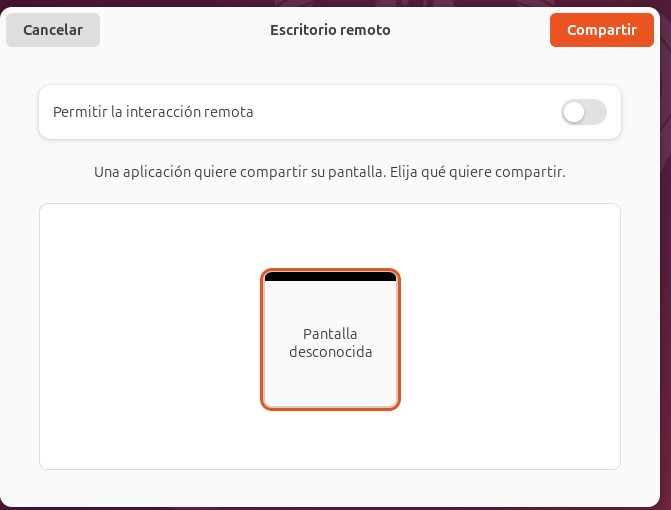 Cancelar
Escritorio remoto
Compartir
Permitir la interacción remota
Una aplicación quiere compartir su pantalla. Elija qué quiere compartir.
Pantalla
desconocida